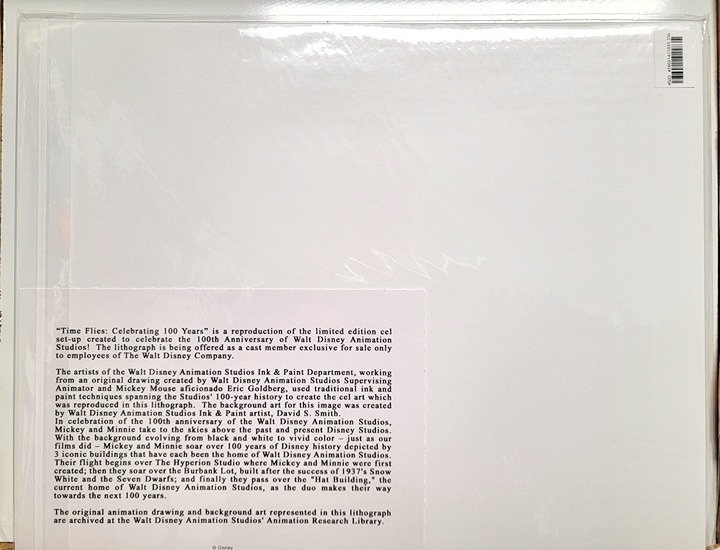 "Time Flies: Celebrating 100 Years" is a reproduction of the limited edition cel
set-up created to celebrate the 100th Anniversary of Walt Disney Animation
Studios! The lithograph is being offered as a cast member exclusive for sale only
to employees of The Walt Disney Company.
The artists of the Walt Disney Animation Studios Ink & Paint Department, working
from an original drawing created by Walt Disney Animation Studios Supervising
Animator and Mickey Mouse aficionado Eric Goldberg, used traditional ink and
paint techniques spanning the Studios' 100-year history to create the cel art which
was reproduced in this lithograph. The background art for this image was created
by Walt Disney Animation Studios Ink & Paint artist, David S. Smith.
In celebration of the 100th anniversary of the Walt Disney Animation Studios,
Mickey and Minnie take to the skies above the past and present Disney Studios.
With the background evolving from black and white to vivid color – just as our
films did – Mickey and Minnie soar over 100 years of Disney history depicted by
3 iconic buildings that have each been the home of Walt Disney Animation Studios.
Their flight begins over The Hyperion Studio where Mickey and Minnie were first
created; then they soar over the Burbank Lot, built after the success of 1937's Snow
White and the Seven Dwarfs; and finally they pass over the "Hat Building," the
current home of Walt Disney Animation Studios, as the duo makes their way
towards the next 100 years.
The original animation drawing and background art represented in this lithograph
are archived at the Walt Disney Animation Studios' Animation Research Library.
© Disney